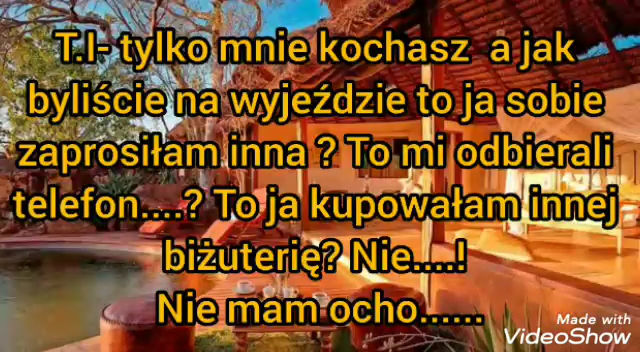 T.I- tylko mnie kochasz a jak
byliście na wyjeździe to ja sobie
zaprosiłam inna ? To mi odbierali
telefon....? To ja kupowałam innej
biżuterię? Nie....!
Nie mam ocho......
Made with
VideoShow